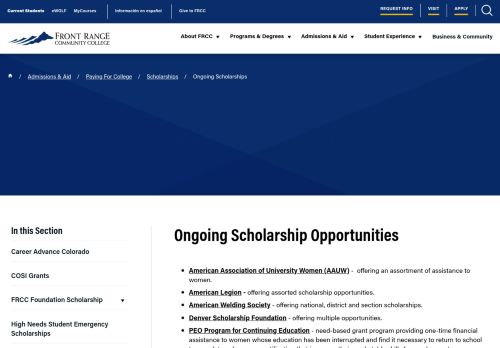 Current Students eWOLF MyCourses Información en español Give to FRCC REQUEST INFO VISIT APPLY
FRONT RANGE
COMMUNITY COLLEGE
About FRCC Programs & Degrees Admissions & Aid Student Experience Business & Community
/ Admissions & Aid / Paying For College / Scholarships / Ongoing Scholarships
In this Section
Career Advance Colorado
COSI Grants
FRCC Foundation Scholarship
High Needs Student Emergency
Scholarships
Ongoing Scholarship Opportunities
American Association of University Women (AAUW) - offering an assortment of assistance to
women.
American Legion - offering assorted scholarship opportunities.
American Welding Society - offering national, district and section scholarships.
Denver Scholarship Foundation - offering multiple opportunities.
PEO Program for Continuing Education - need-based grant program providing one-time financial
assistance to women whose education has been interrupted and find it necessary to return to school